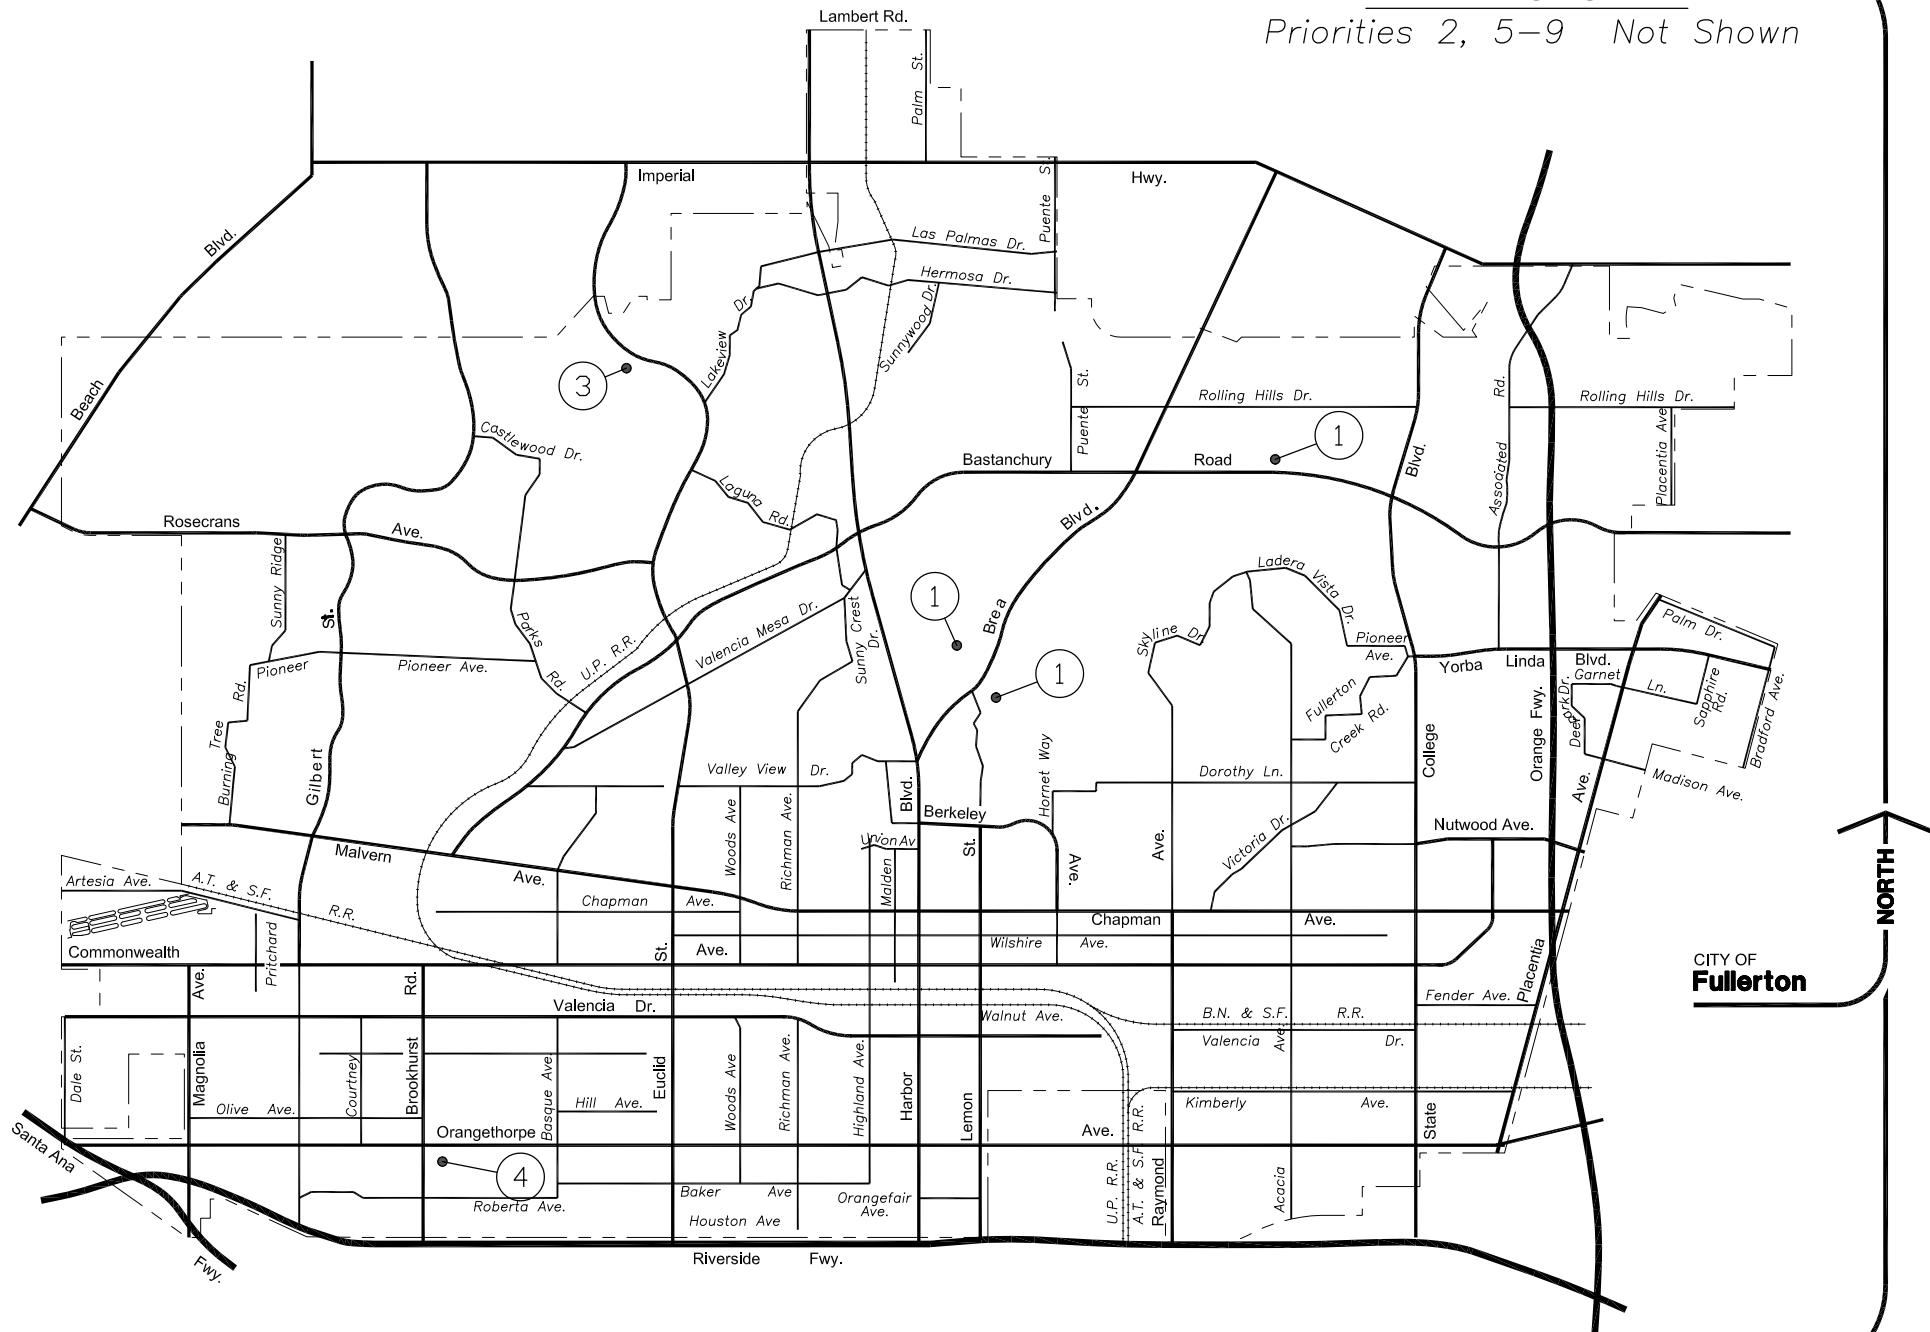 Priorities 2, 5–9 Not Shown
Lambert Rd.
Palm St.
Imperial
Hwy.
Puente St.
Blvd.
Las Palmas Dr.
Hermosa Dr.
Lakeview Dr.
Sunnywood Dr.
3
Beach
Puente St.
Rolling Hills Dr.
Rd.
Rolling Hills Dr.
Placentia Ave
Castlewood Dr.
1
Bastanchury
Road
Blvd.
Associated
Laguna Rd.
Rosecrans
Ave.
Blvd.
Sunny Ridge
Ladera Vista Dr.
1
St.
Parks
Rd.
U.P. R.R.
Valencia Mesa Dr.
Sunny Crest
Dr.
Brea
Skyline Dr
Pioneer
Ave.
Palm Dr.
Pioneer
Pioneer Ave.
Yorba
Linda
Blvd.
1
Garnet
Ln.
Sapphire
Rd.
Bradford Ave.
Burning Tree Rd.
Fullerton
Creek Rd.
Deer Park Dr.
Orange Fwy.
College
Hornet Way
Gilbert
Valley View Dr.
Dorothy Ln.
Ave.
Madison Ave.
Blvd.
Berkeley
Woods Ave
Richman Ave.
Union Av
St.
Victoria Dr.
Nutwood Ave.
Malvern
Ave.
Malden
Ave.
Ave.
NORTH
Artesia Ave.
A.T. & S.F.
R.R.
Chapman Ave.
Chapman
Ave.
Commonwealth
Pritchard
St.
Ave.
Wilshire Ave.
Placentia
CITY OF
Fullerton
Ave.
Rd.
Valencia Dr.
Walnut Ave.
B.N. & S.F. R.R.
Fender Ave.
Valencia
Ave
Dr.
Dale St.
Magnolia
Courtney
Brookhurst
Basque Ave.
Euclid
Woods Ave
Richman Ave.
Highland Ave.
Harbor
Lemon
Olive Ave.
Hill Ave.
Kimberly
Ave.
State
Santa Ana
Orangethorpe
Ave.
4
U.P. R.R.
A.T. & S.F. R.R.
Raymond
Acacia
Roberta Ave.
Baker Ave
Orangefair
Ave.
Houston Ave
Fwy.
Riverside
Fwy.